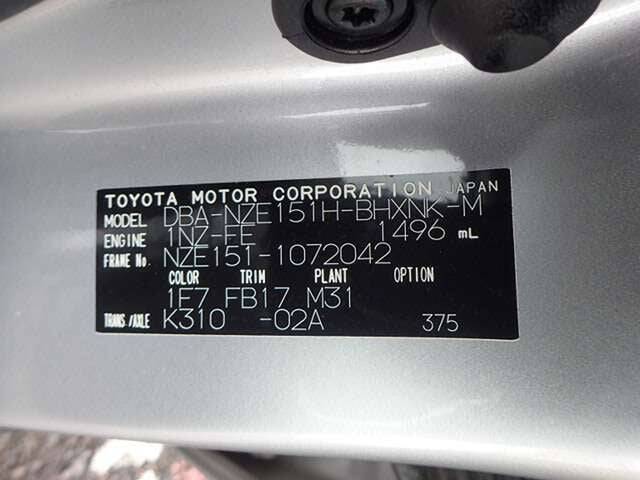 TOYOTA MOTOR CORPORATION JAPAN
MODEL DBA-NZE151H-BHXNK-M
ENGINE 1NZ-FE 1496 mL
FRAME No NZE151-1072042
COLOR TRIM PLANT OPTION
1F7 FB17 M31
TRANS./AXLE K310 -02A 375